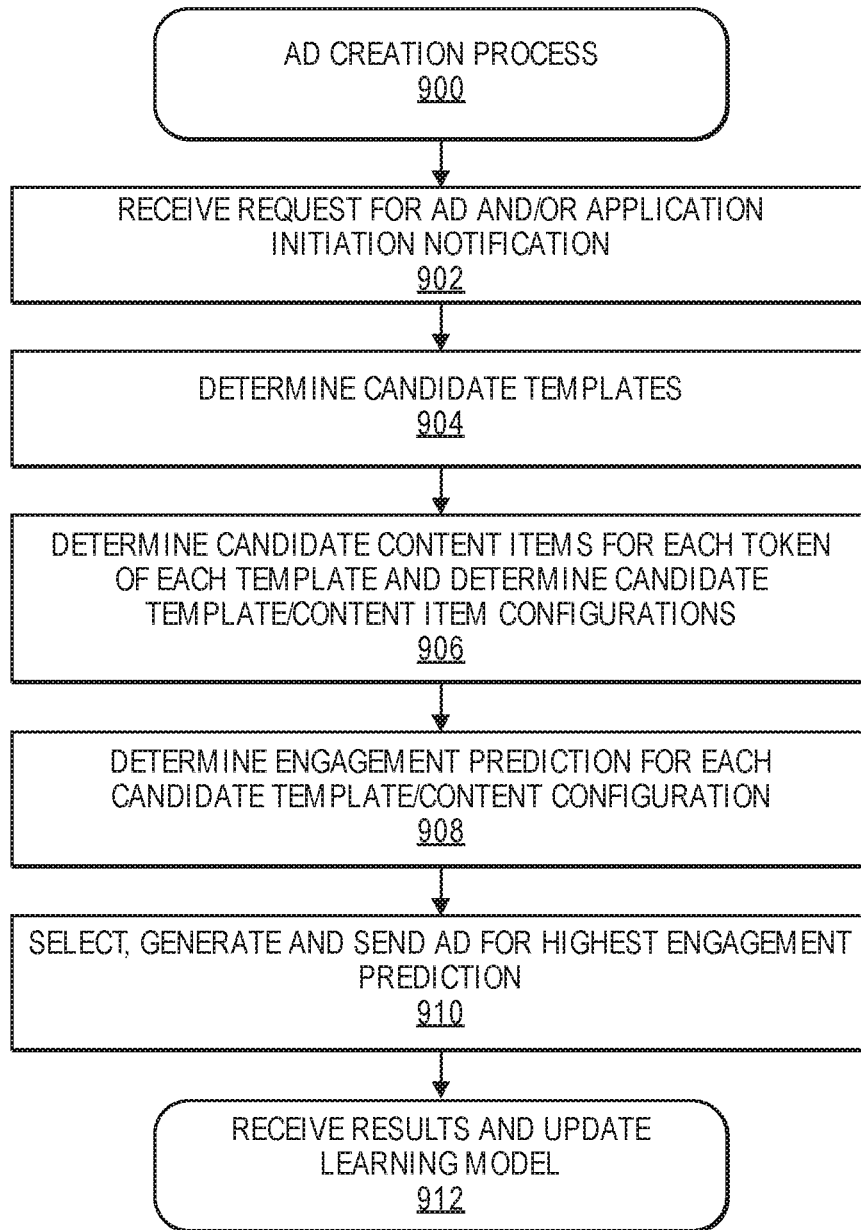 AD CREATION PROCESS
900
RECEIVE REQUEST FOR AD AND/OR APPLICATION
INITIATION NOTIFICATION
902
DETERMINE CANDIDATE TEMPLATES
904
DETERMINE CANDIDATE CONTENT ITEMS FOR EACH TOKEN
OF EACH TEMPLATE AND DETERMINE CANDIDATE
TEMPLATE/CONTENT ITEM CONFIGURATIONS
906
DETERMINE ENGAGEMENT PREDICTION FOR EACH
CANDIDATE TEMPLATE/CONTENT CONFIGURATION
908
SELECT, GENERATE AND SEND AD FOR HIGHEST ENGAGEMENT
PREDICTION
910
RECEIVE RESULTS AND UPDATE
LEARNING MODEL
912